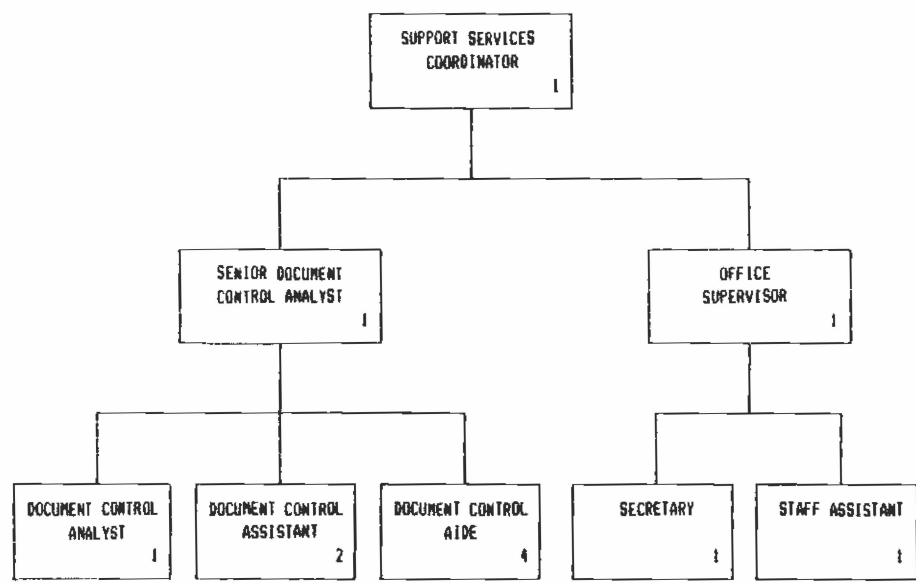 SUPPORT SERVICES
COORDINATOR
1
SENIOR DOCUMENT
CONTROL ANALYST
1
OFFICE
SUPERVISOR
1
DOCUMENT CONTROL
ANALYST
1
DOCUMENT CONTROL
ASSISTANT
2
DOCUMENT CONTROL
AIDE
4
SECRETARY
1
STAFF ASSISTANT
1